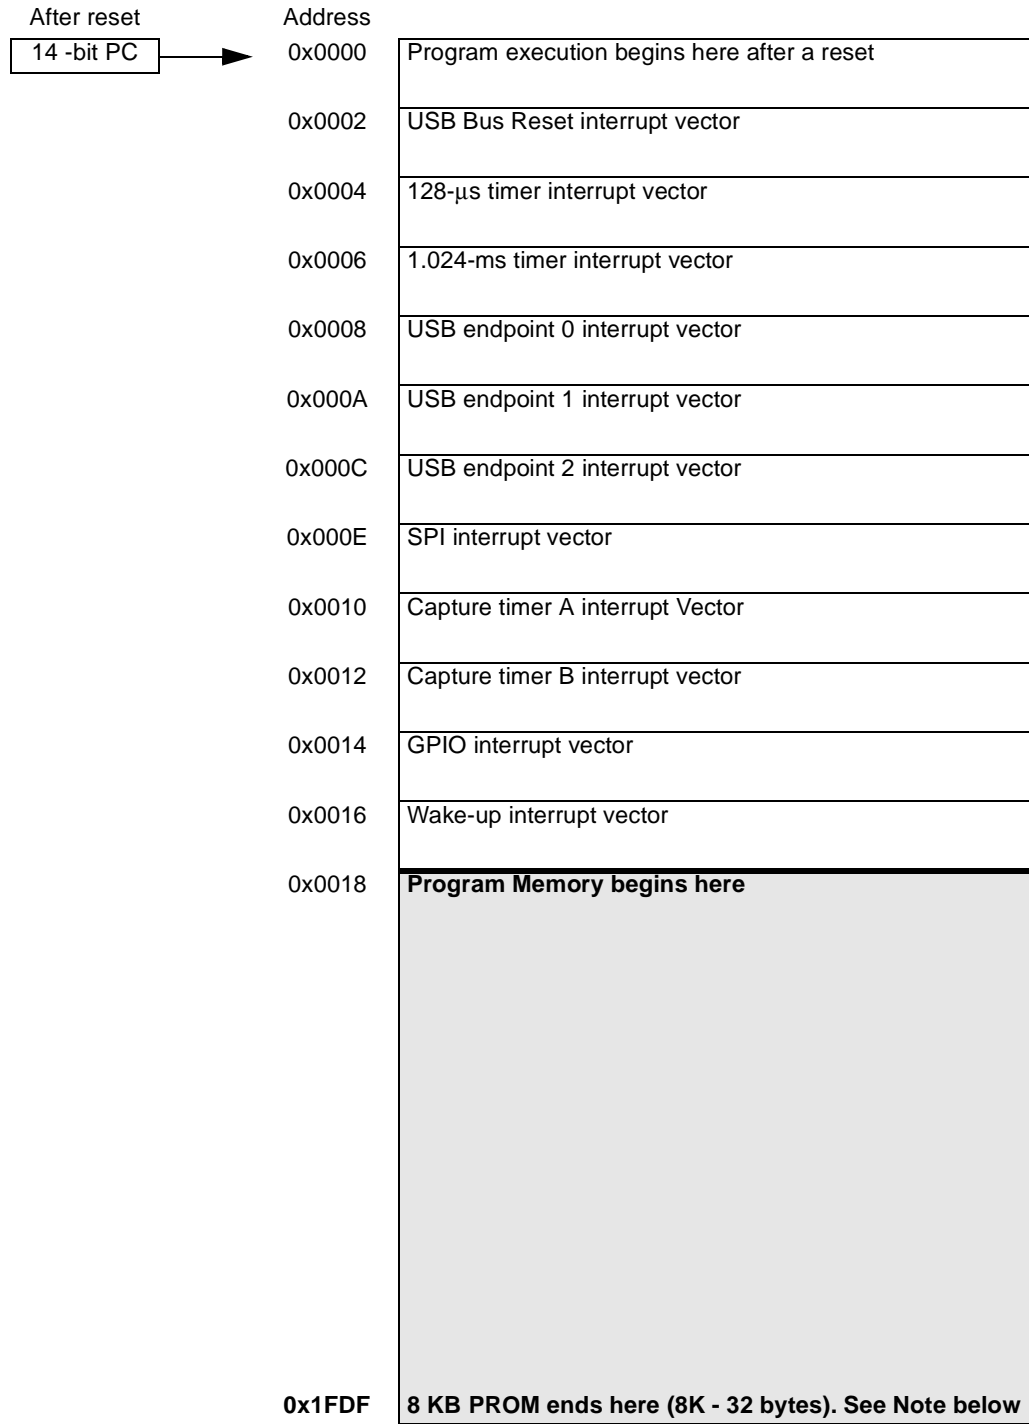 After reset Address
14 -bit PC 0x0000 Program execution begins here after a reset
0x0002 USB Bus Reset interrupt vector
0x0004 128-µs timer interrupt vector
0x0006 1.024-ms timer interrupt vector
0x0008 USB endpoint 0 interrupt vector
0x000A USB endpoint 1 interrupt vector
0x000C USB endpoint 2 interrupt vector
0x000E SPI interrupt vector
0x0010 Capture timer A interrupt Vector
0x0012 Capture timer B interrupt vector
0x0014 GPIO interrupt vector
0x0016 Wake-up interrupt vector
0x0018 Program Memory begins here
0x1FDF 8 KB PROM ends here (8K - 32 bytes). See Note below